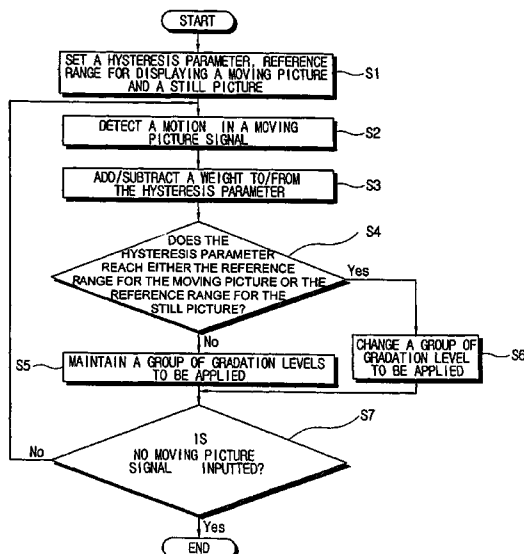 START
SET A HYSTERESIS PARAMETER, REFERENCE
RANGE FOR DISPLAYING A MOVING PICTURE
AND A STILL PICTURE
S1
DETECT A MOTION IN A MOVING
PICTURE SIGNAL
S2
ADD/SUBTRACT A WEIGHT TO/FROM
THE HYSTERESIS PARAMETER
S3
DOES THE
HYSTERESIS PARAMETER
REACH EITHER THE REFERENCE
RANGE FOR THE MOVING PICTURE OR THE
REFERENCE RANGE FOR THE
STILL PICTURE?
S4
Yes
No
S5
MAINTAIN A GROUP OF GRADATION LEVELS
TO BE APPLIED
CHANGE A GROUP OF
GRADATION LEVEL
TO BE APPLIED
S6
IS
NO MOVING PICTURE
SIGNAL INPUTTED?
S7
No
Yes
END